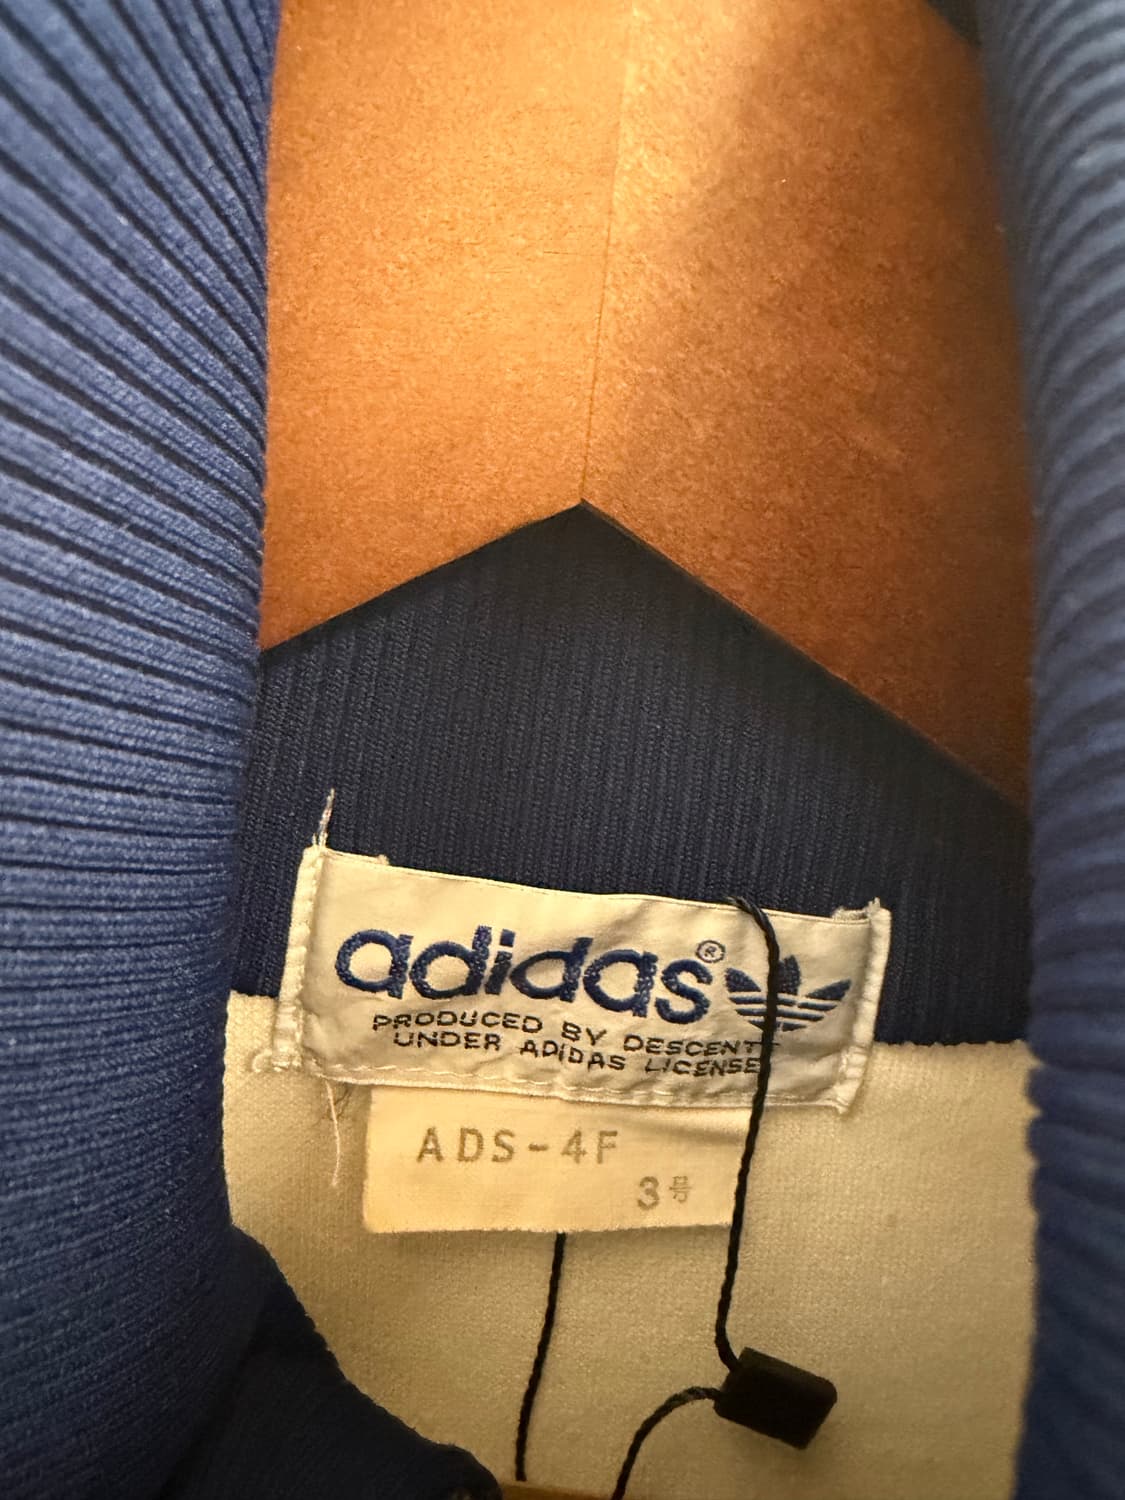 adidas®
PRODUCED BY DESCENTE
UNDER ADIDAS LICENSE
ADS-4F
3号